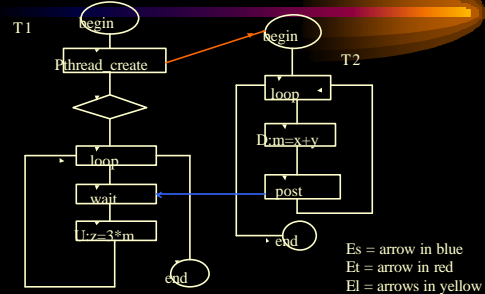 T1
begin
Pthread_create
loop
wait
U:z=3*m
end
begin
T2
loop
D:m=x+y
post
end
Es = arrow in blue
Et = arrow in red
El = arrows in yellow